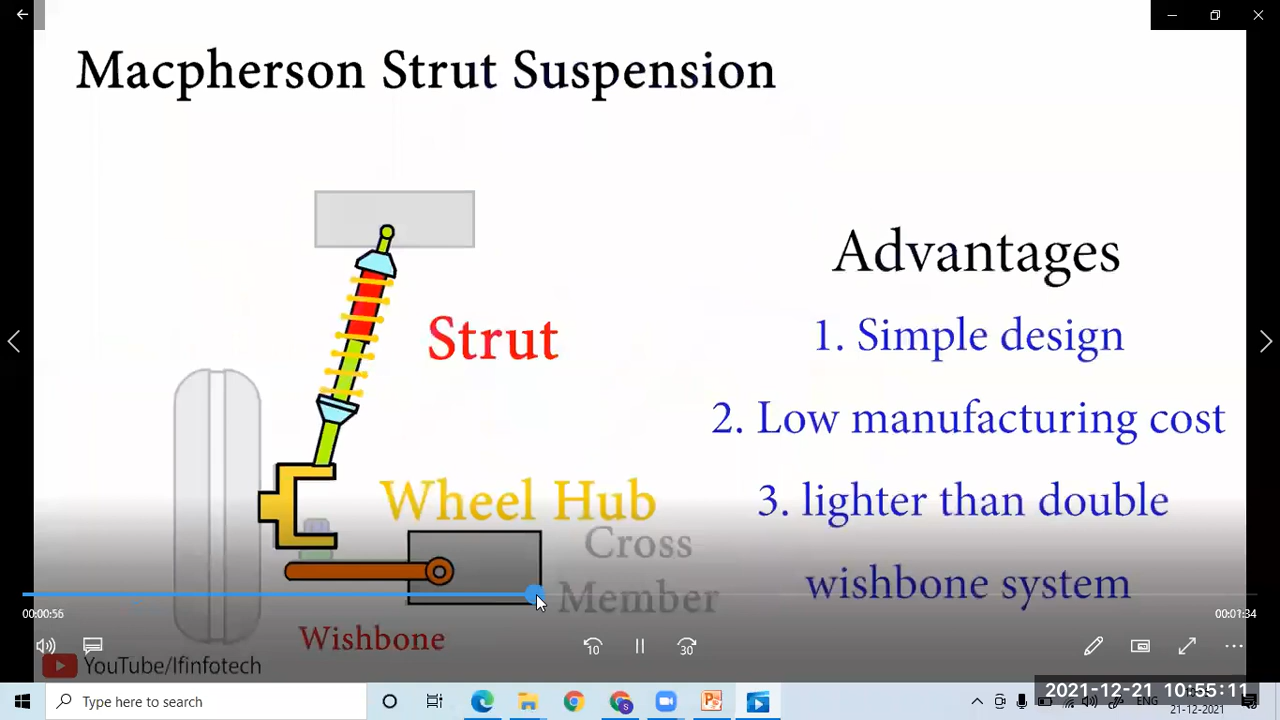 Macpherson Strut Suspension
Advantages
1. Simple design
Strut
2. Low manufacturing cost
Wheel Hub
3. lighter than double
Cross
Member
wishbone system
00:00:56
00:01:34
Wishbone
10
30
YouTube/lfinfotech
Type here to search
2021-12-21 10:55:11
ENG
21-12-2021